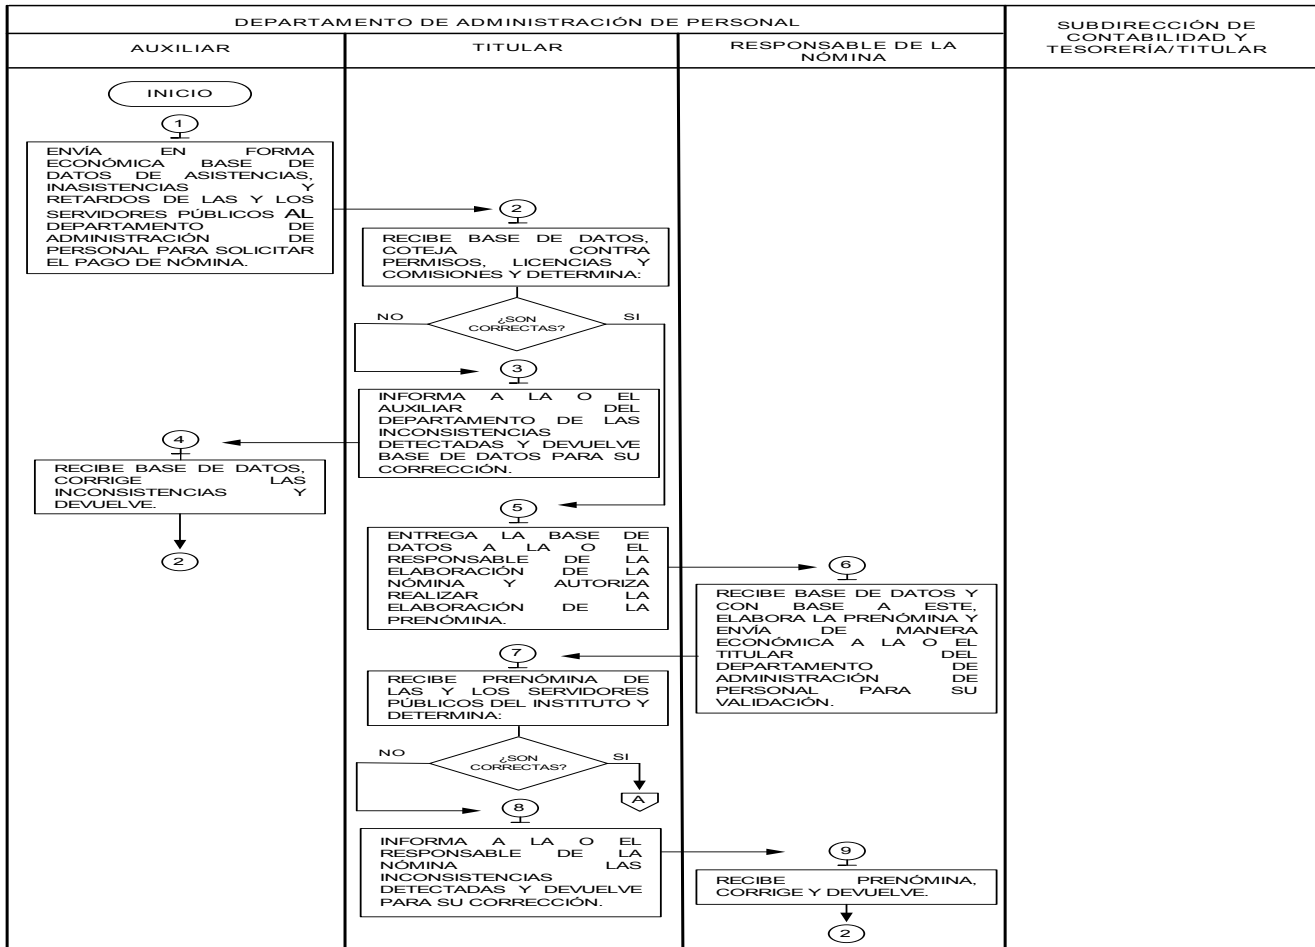 DEPARTAMENTO DE ADMINISTRACIÓN DE PERSONAL
SUBDIRECCIÓN DE
CONTABILIDAD Y
TESORERÍA/TITULAR
AUXILIAR
TITULAR
RESPONSABLE DE LA
NÓMINA
INICIO
1
ENVÍA EN FORMA
ECONÓMICA BASE DE
DATOS DE ASISTENCIAS,
INASISTENCIAS Y
RETARDOS DE LAS Y LOS
SERVIDORES PÚBLICOS AL
DEPARTAMENTO DE
ADMINISTRACIÓN DE
PERSONAL PARA SOLICITAR
EL PAGO DE NÓMINA.
2
RECIBE BASE DE DATOS,
COTEJA CONTRA
PERMISOS, LICENCIAS Y
COMISIONES Y DETERMINA:
NO
¿SON
CORRECTAS?
SI
3
INFORMA A LA O EL
AUXILIAR DEL
DEPARTAMENTO DE LAS
INCONSISTENCIAS
DETECTADAS Y DEVUELVE
BASE DE DATOS PARA SU
CORRECCIÓN.
4
RECIBE BASE DE DATOS,
CORRIGE LAS
INCONSISTENCIAS Y
DEVUELVE.
2
5
ENTREGA LA BASE DE
DATOS A LA O EL
RESPONSABLE DE LA
ELABORACIÓN DE LA
NÓMINA Y AUTORIZA
REALIZAR LA
ELABORACIÓN DE LA
PRENÓMINA.
6
RECIBE BASE DE DATOS Y
CON BASE A ESTE,
ELABORA LA PRENÓMINA Y
ENVÍA DE MANERA
ECONÓMICA A LA O EL
TITULAR DEL
DEPARTAMENTO DE
ADMINISTRACIÓN DE
PERSONAL PARA SU
VALIDACIÓN.
7
RECIBE PRENÓMINA DE
LAS Y LOS SERVIDORES
PÚBLICOS DEL INSTITUTO Y
DETERMINA:
NO
¿SON
CORRECTAS?
SI
A
8
INFORMA A LA O EL
RESPONSABLE DE LA
NÓMINA LAS
INCONSISTENCIAS
DETECTADAS Y DEVUELVE
PARA SU CORRECCIÓN.
9
RECIBE PRENÓMINA,
CORRIGE Y DEVUELVE.
2